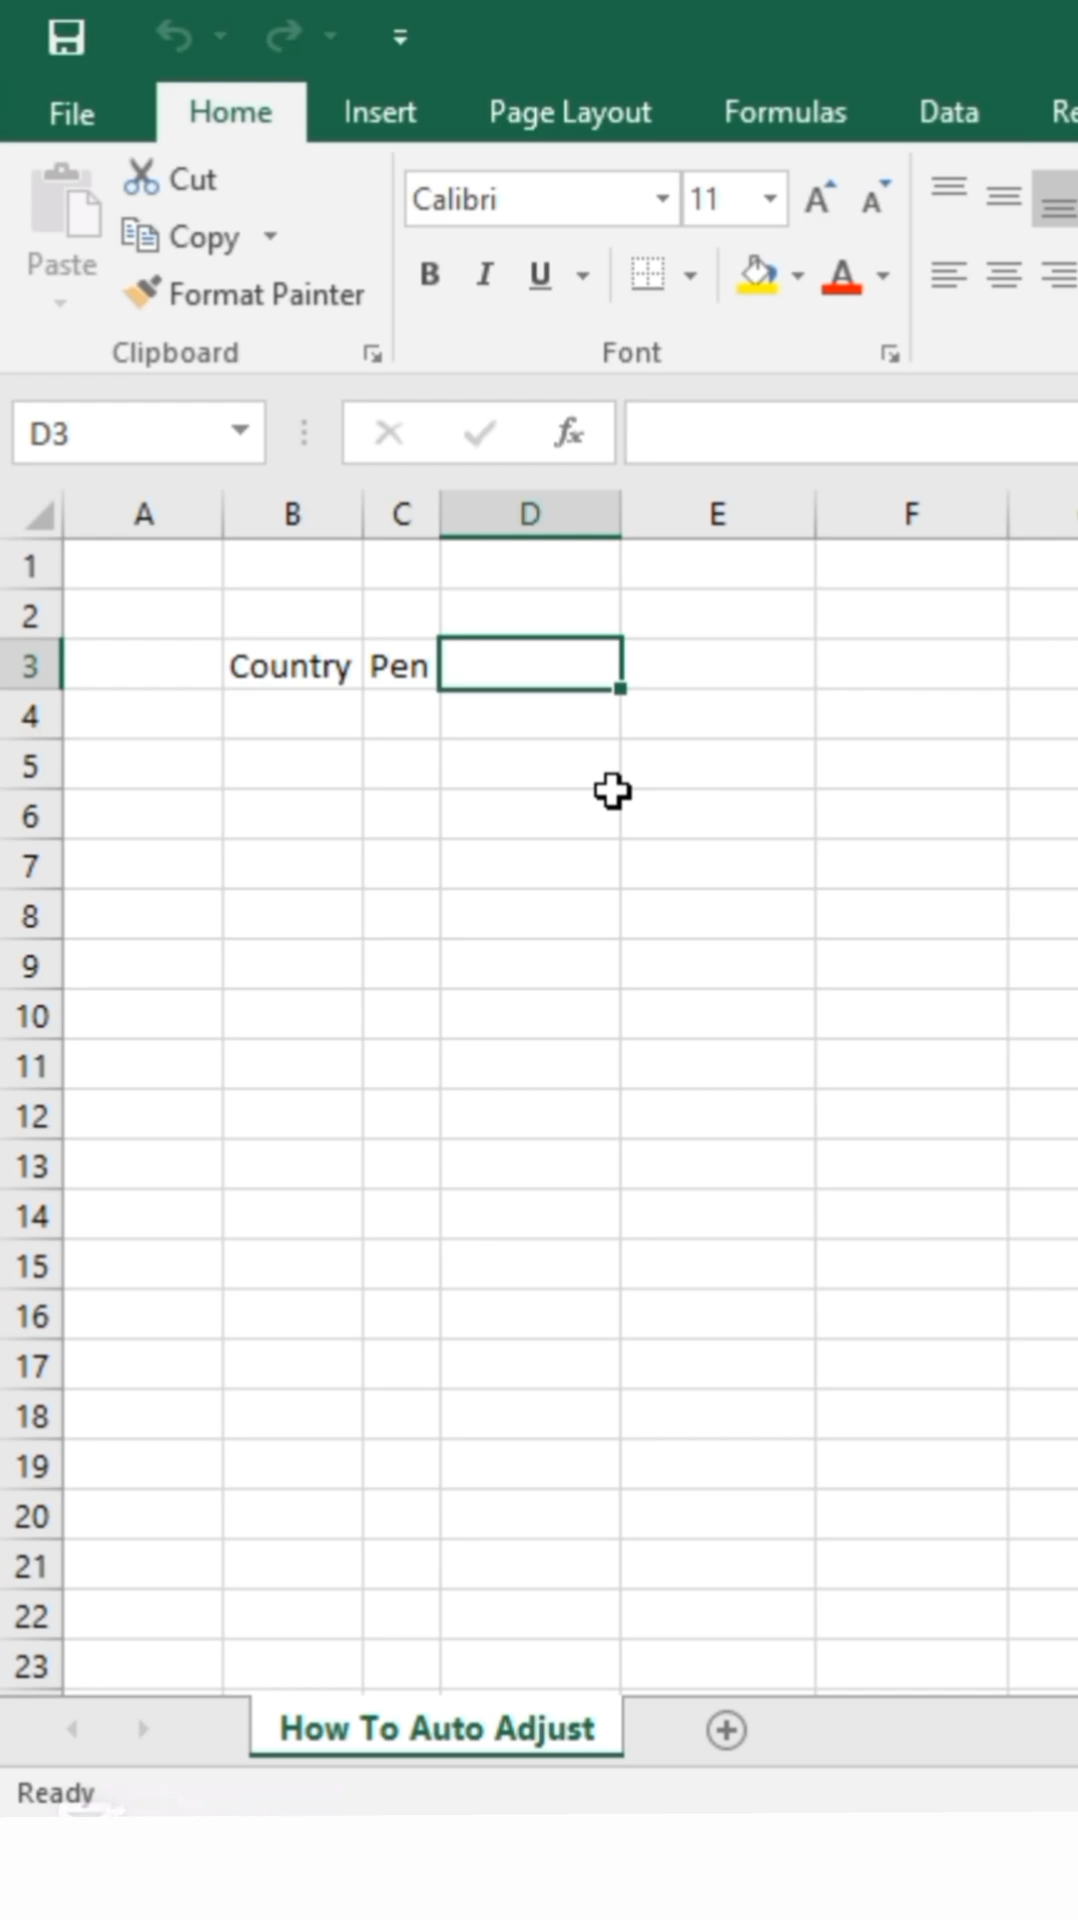 File Home Insert Page Layout Formulas Data Re
Cut
Copy
Paste
Format Painter
Clipboard
Calibri 11 A A
B I U A
Font
D3 fx
A B C D E F
1
2
3 Country Pen
4
5
6
7
8
9
10
11
12
13
14
15
16
17
18
19
20
21
22
23
How To Auto Adjust
Ready